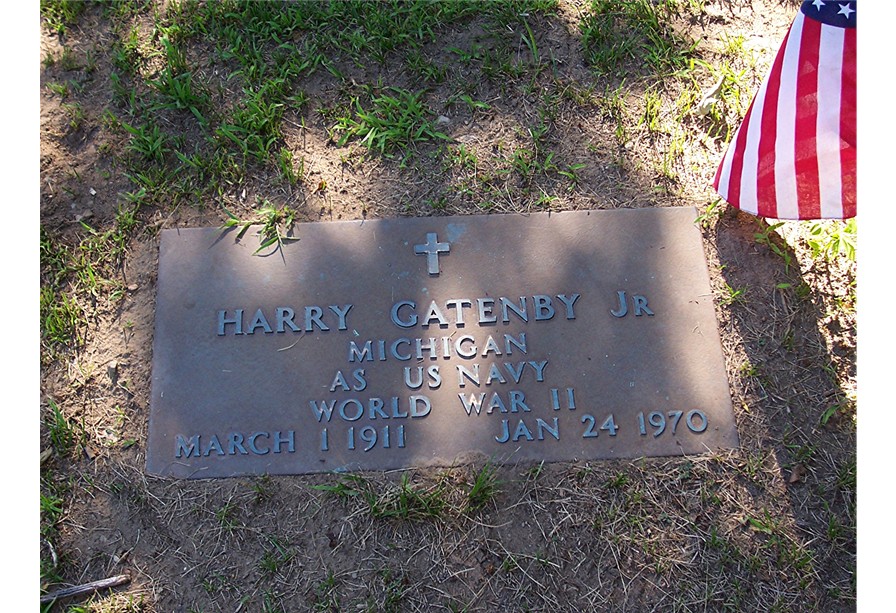 HARRY GATENBY JR
MICHIGAN
AS US NAVY
WORLD WAR II
MARCH 1 1911 JAN 24 1970